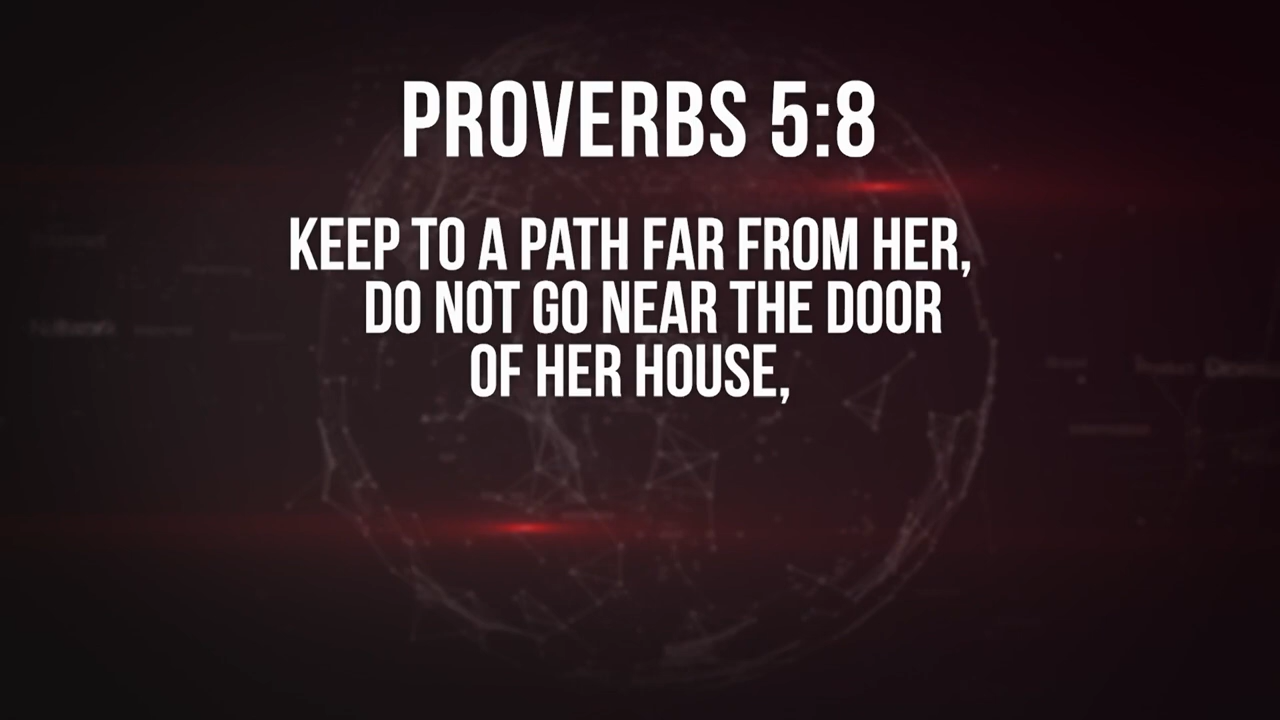 PROVERBS 5:8
KEEP TO A PATH FAR FROM HER,
DO NOT GO NEAR THE DOOR
OF HER HOUSE,